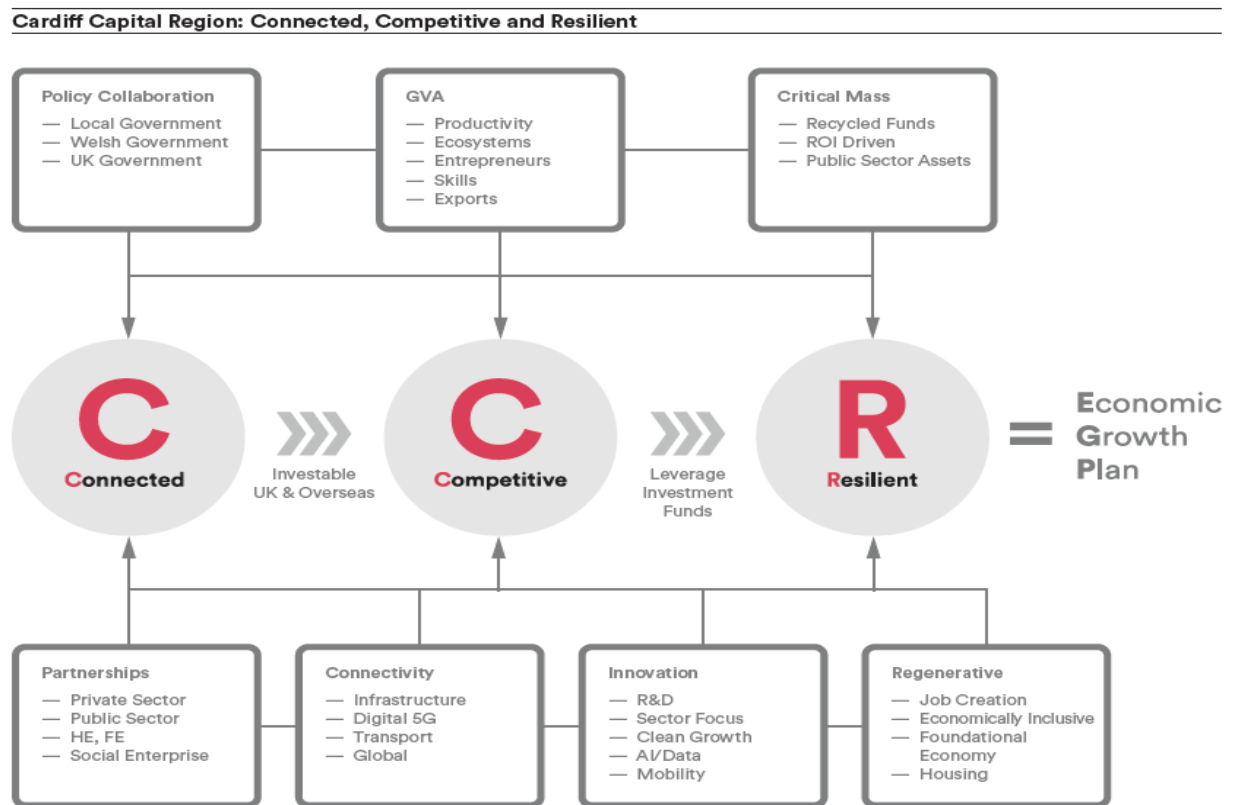 Cardiff Capital Region: Connected, Competitive and Resilient
Policy Collaboration
— Local Government
— Welsh Government
— UK Government
GVA
— Productivity
— Ecosystems
— Entrepreneurs
— Skills
— Exports
Critical Mass
— Recycled Funds
— ROI Driven
— Public Sector Assets
C
Connected
Investable
UK & Overseas
C
Competitive
Leverage
Investment
Funds
R
Resilient
=
Economic
Growth
Plan
Partnerships
— Private Sector
— Public Sector
— HE, FE
— Social Enterprise
Connectivity
— Infrastructure
— Digital 5G
— Transport
— Global
Innovation
— R&D
— Sector Focus
— Clean Growth
— AI/Data
— Mobility
Regenerative
— Job Creation
— Economically Inclusive
— Foundational
Economy
— Housing